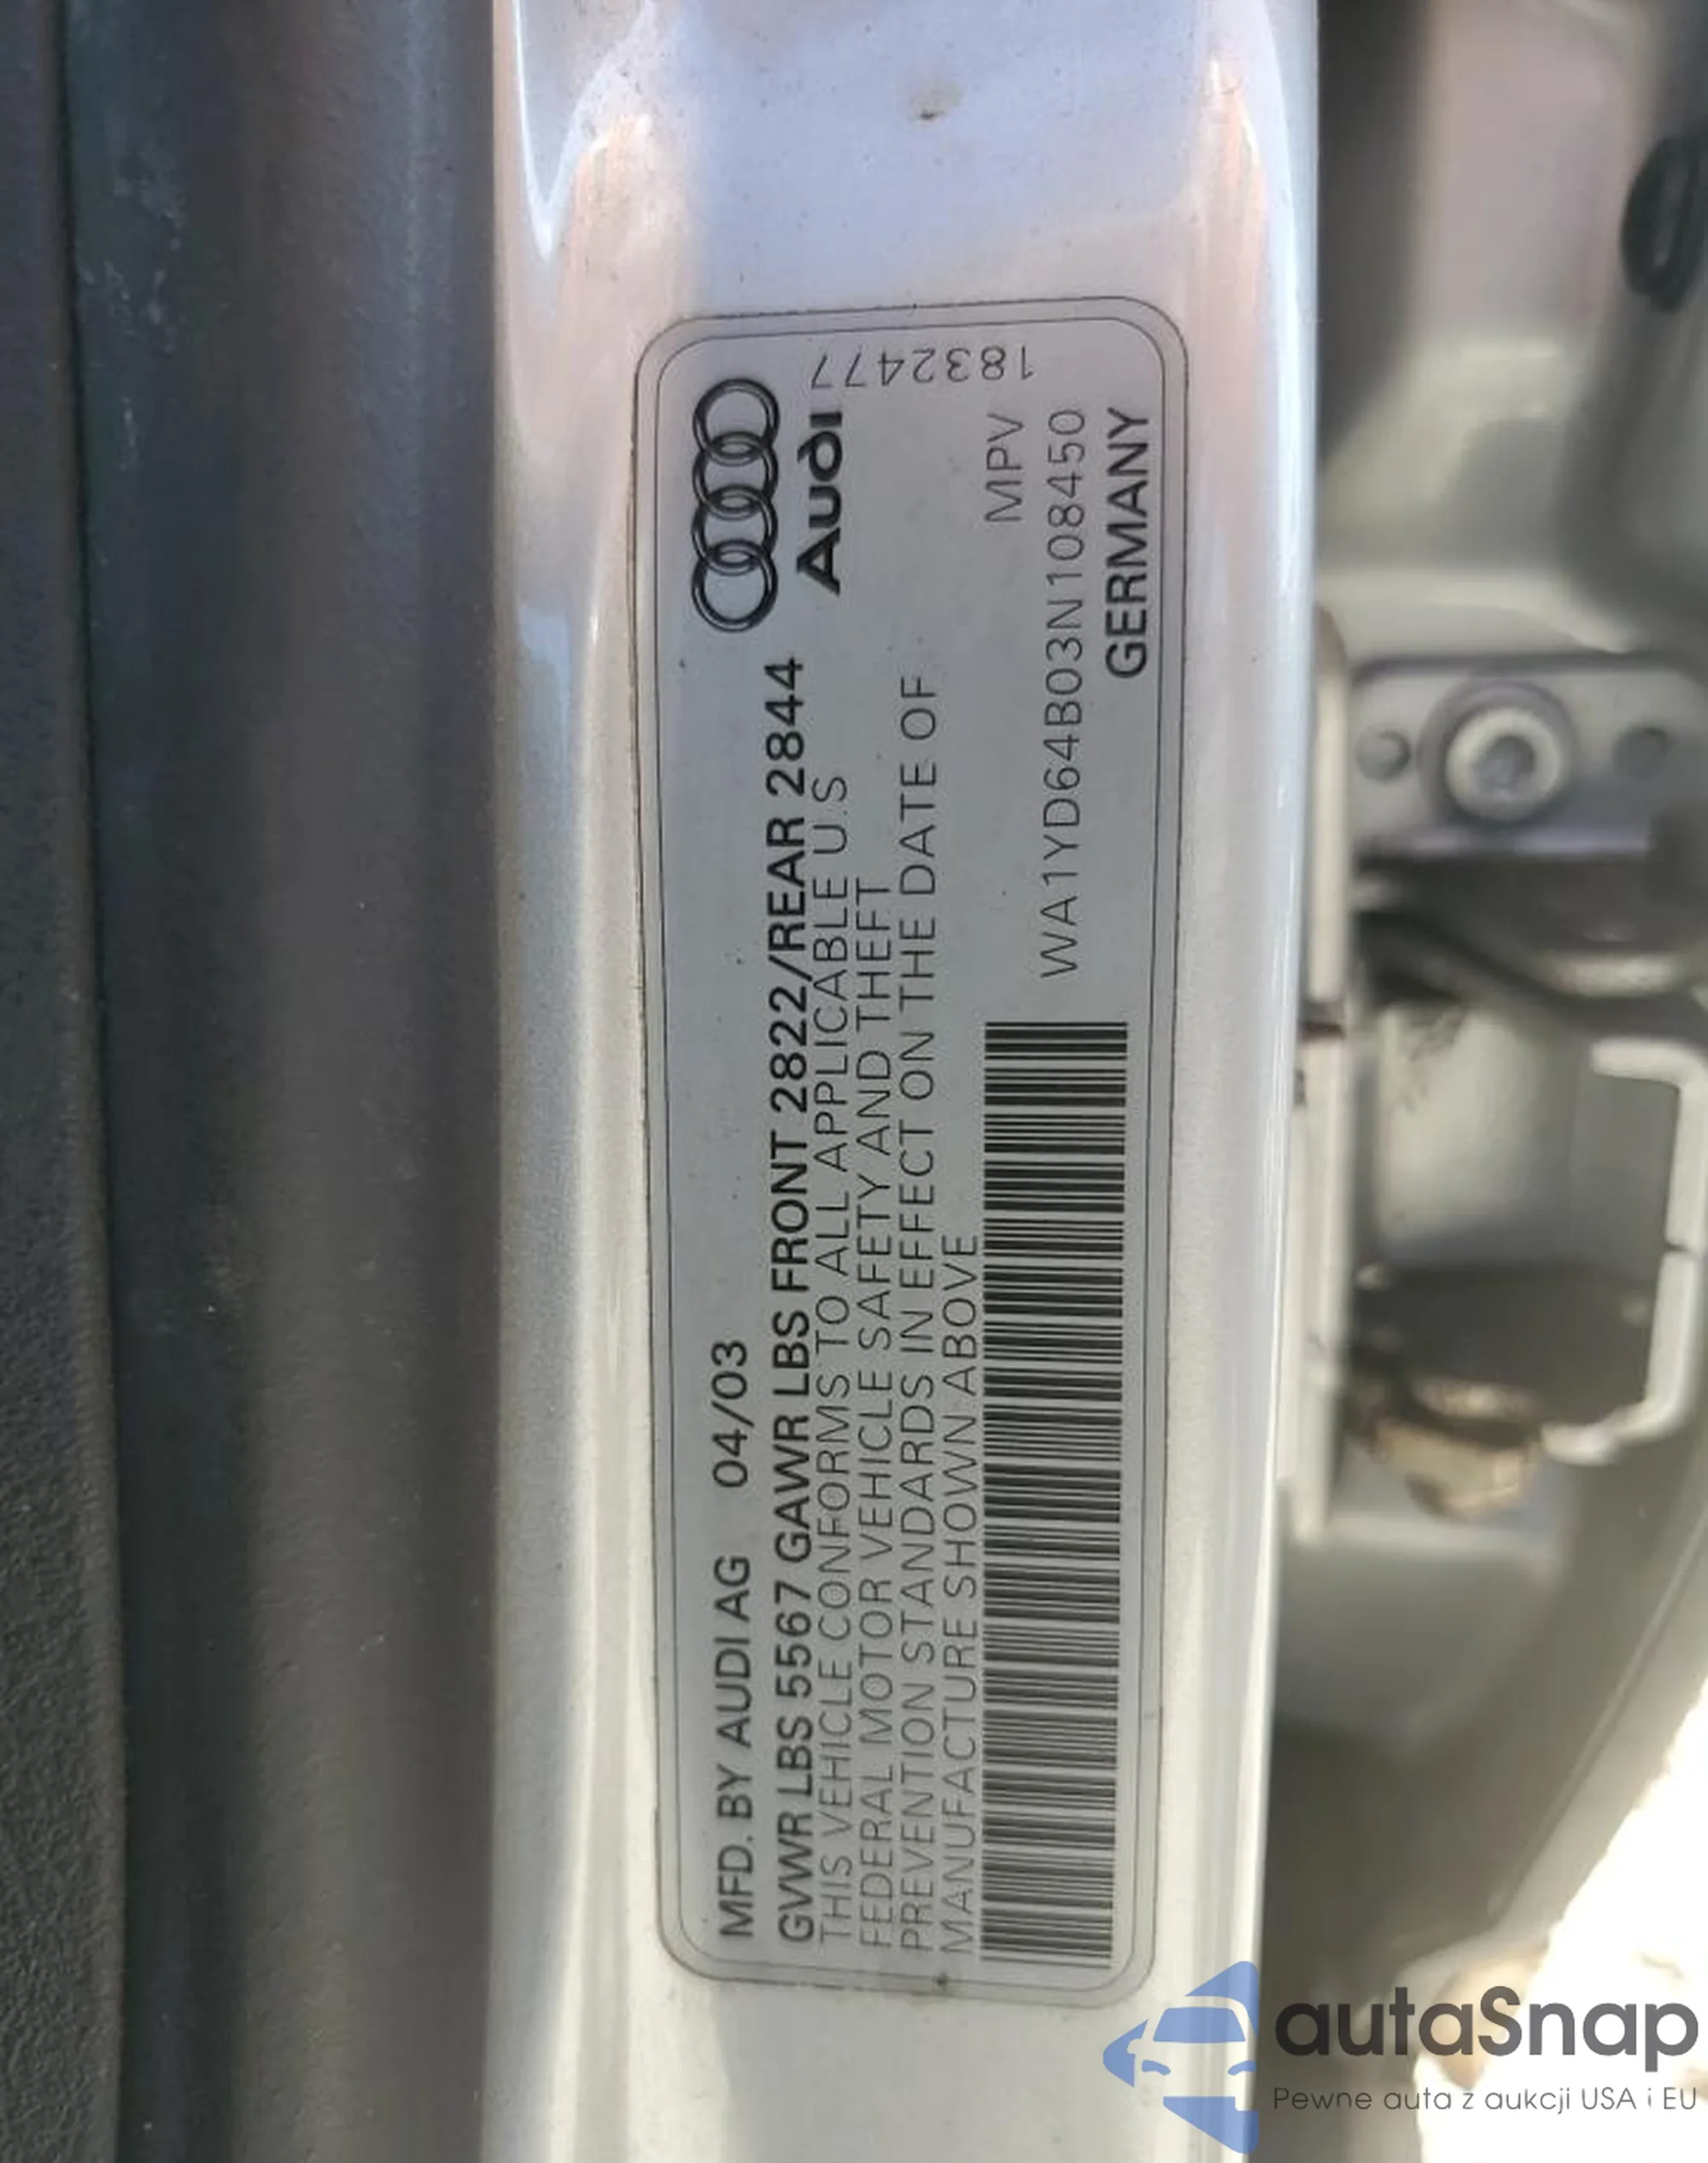 MFD. BY AUDI AG 04/03
GVWR LBS 5567 GAWR LBS FRONT 2822/REAR 2844
THIS VEHICLE CONFORMS TO ALL APPLICABLE U.S
FEDERAL MOTOR VEHICLE SAFETY AND THEFT
PREVENTION STANDARDS IN EFFECT ON THE DATE OF
MANUFACTURE SHOWN ABOVE
Audi
1832477
MPV
WA1YD64B03N108450
GERMANY
autaSnap
Pewne auta z aukcji USA i EU